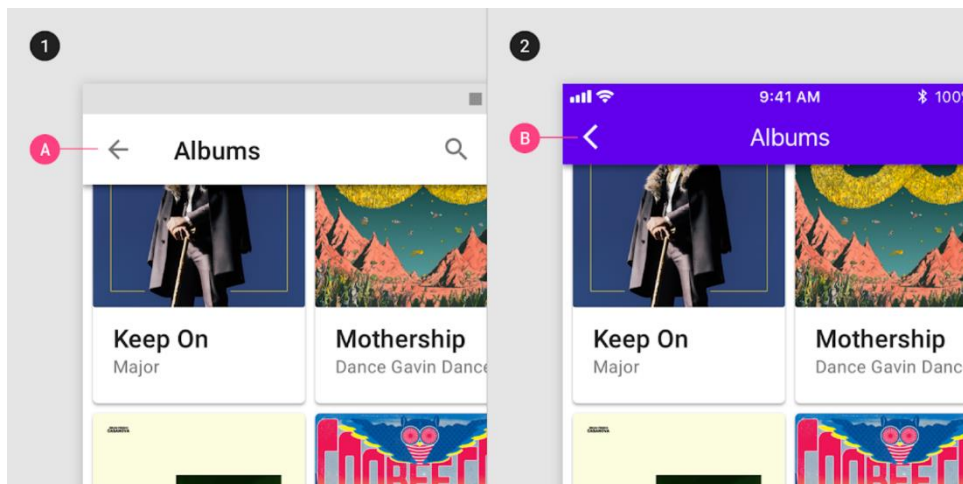 1
A
Albums
Keep On
Major
Mothership
Dance Gavin Dance
2
9:41 AM
100%
B
Albums
Keep On
Major
Mothership
Dance Gavin Danc